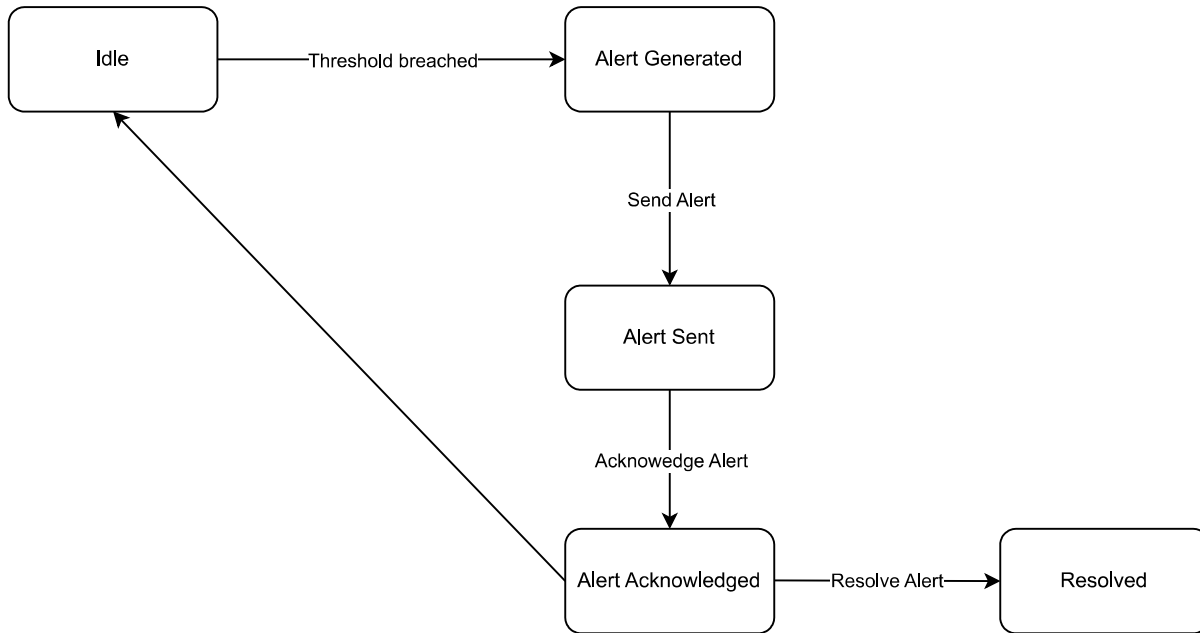 Idle
Threshold breached
Alert Generated
Send Alert
Alert Sent
Acknowedge Alert
Alert Acknowledged
Resolve Alert
Resolved